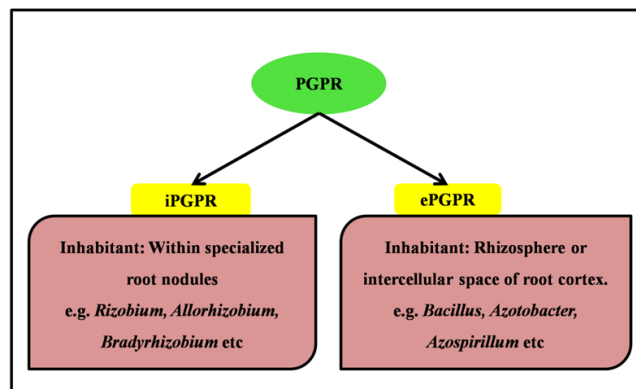 PGPR
iPGPR
ePGPR
Inhabitant: Within specialized
root nodules
e.g. Rizobium, Allorhizobium,
Bradyrhizobium etc
Inhabitant: Rhizosphere or
intercellular space of root cortex.
e.g. Bacillus, Azotobacter,
Azospirillum etc